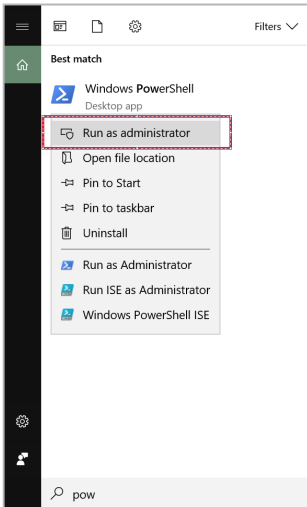 Filters
Best match
Windows PowerShell
Desktop app
Run as administrator
Open file location
Pin to Start
Pin to taskbar
Uninstall
Run as Administrator
Run ISE as Administrator
Windows PowerShell ISE
pow